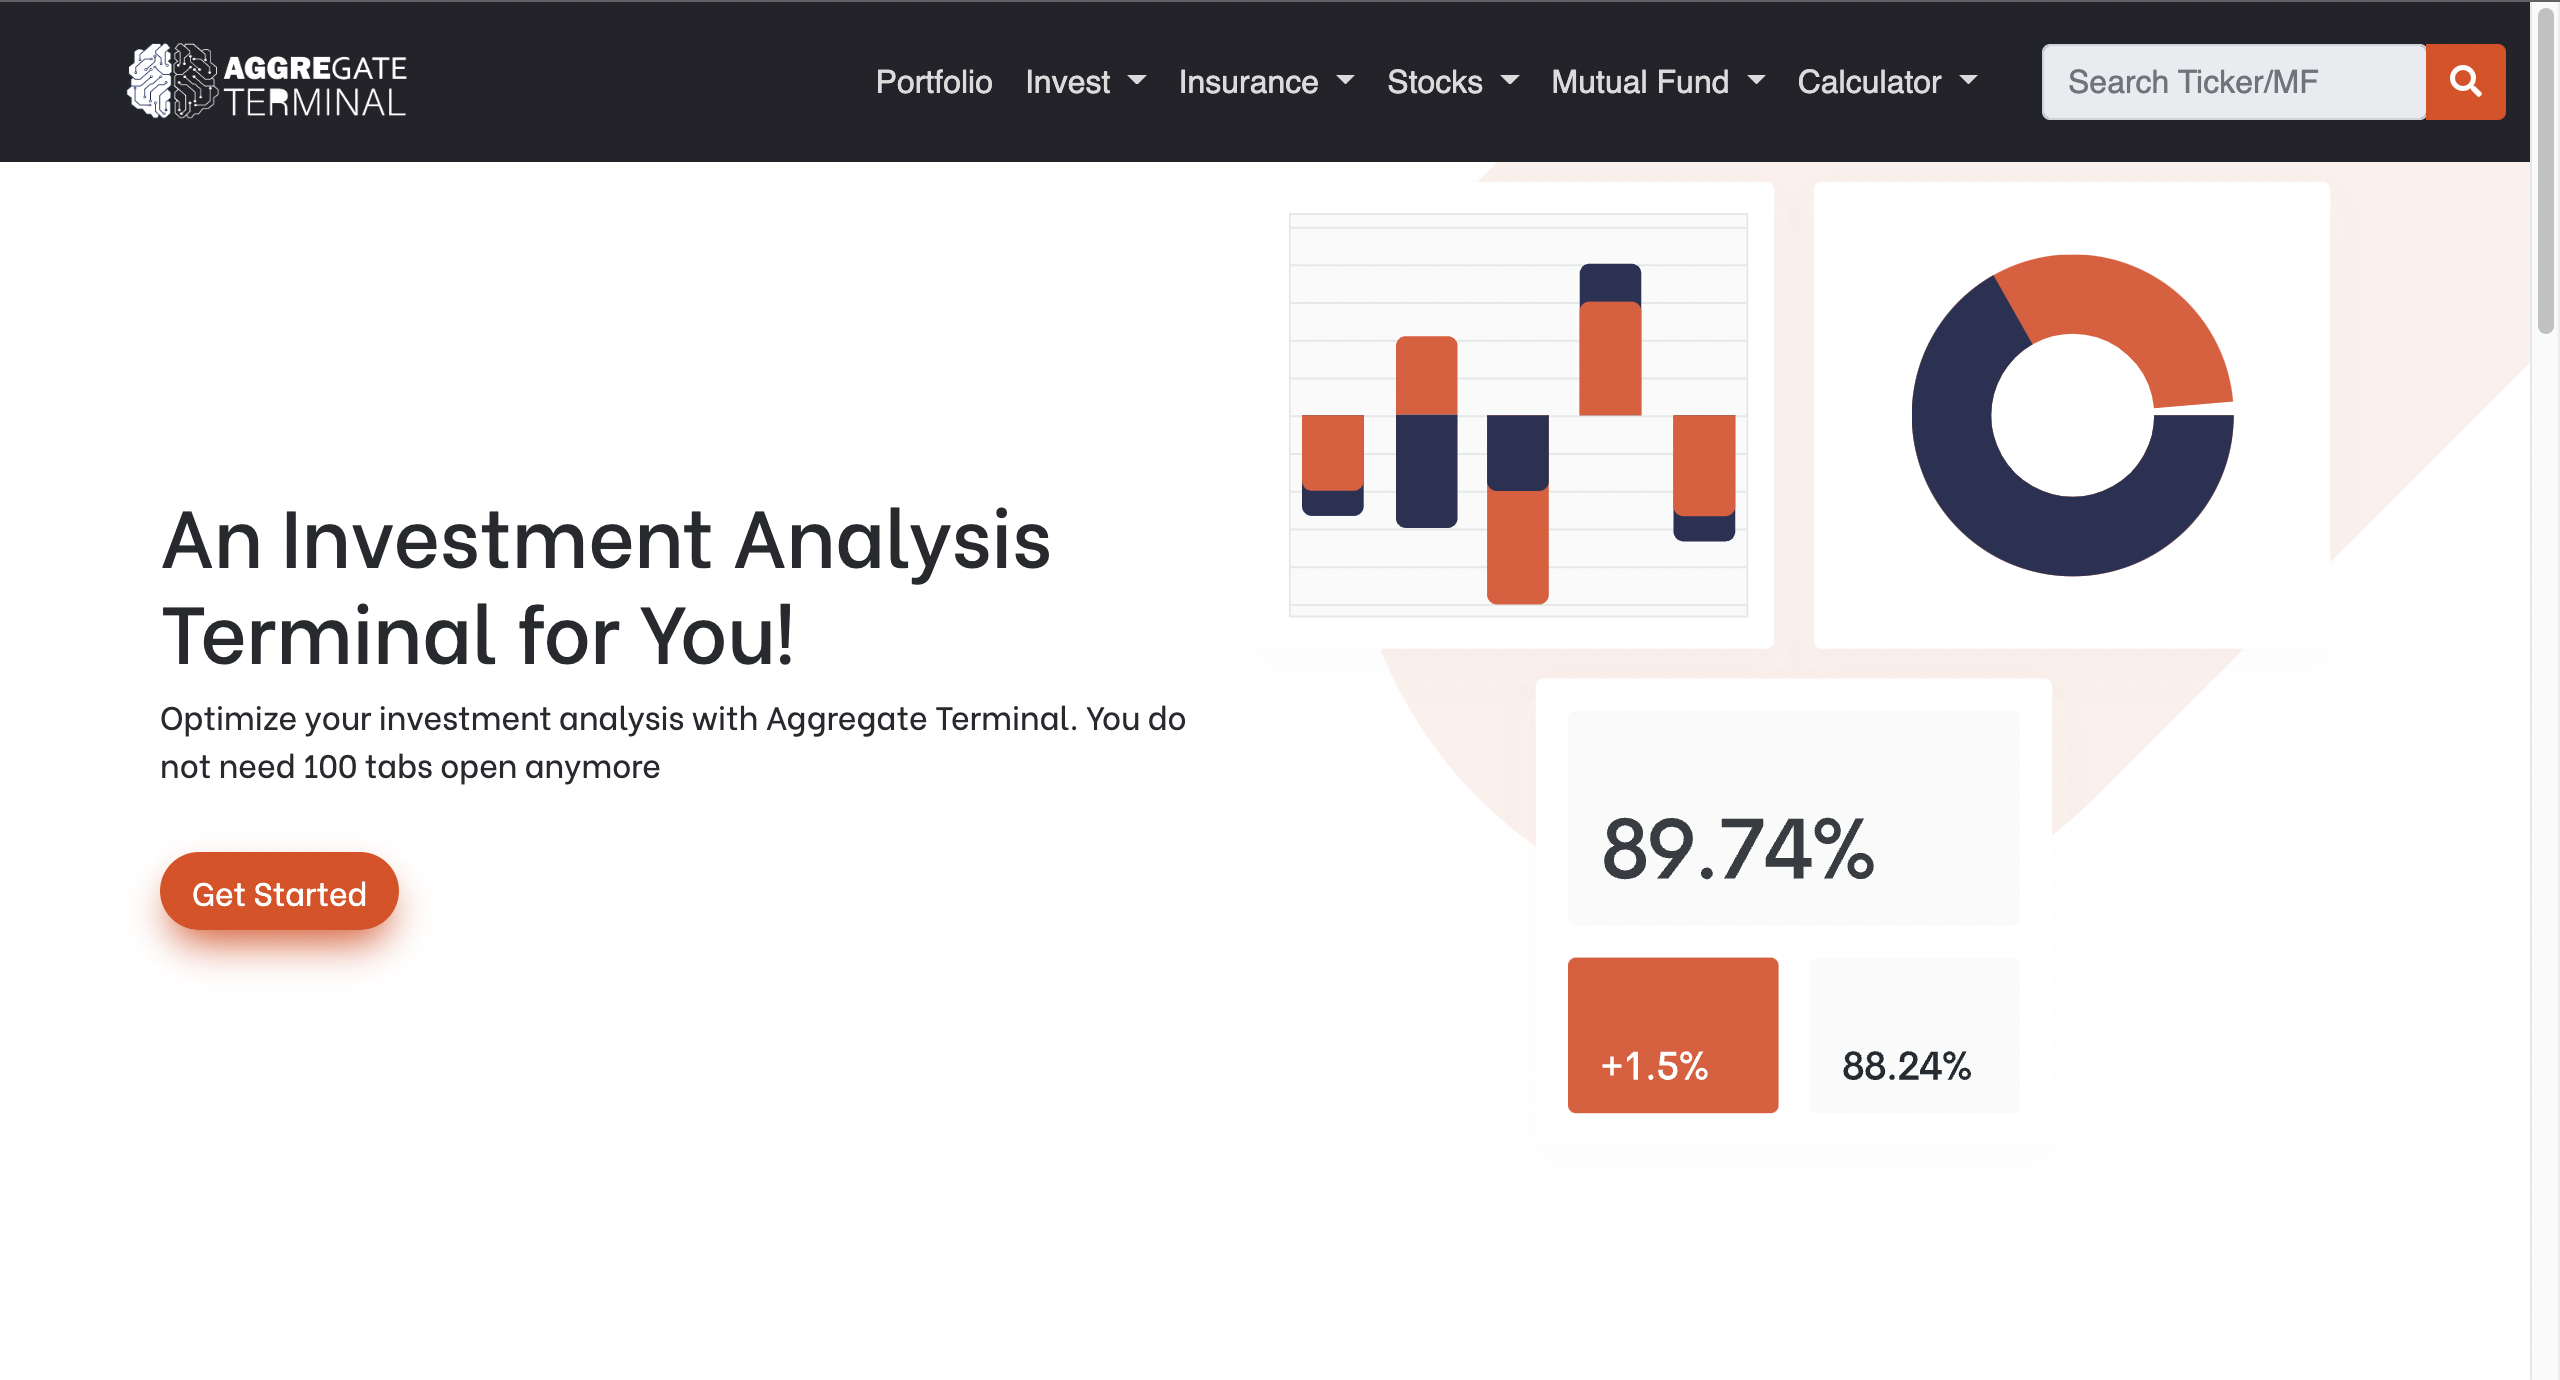 AGGREGATE
TERMINAL
Portfolio
Invest
Insurance
Stocks
Mutual Fund
Calculator
Search Ticker/MF
An Investment Analysis
Terminal for You!
Optimize your investment analysis with Aggregate Terminal. You do
not need 100 tabs open anymore
Get Started
89.74%
+1.5%
88.24%